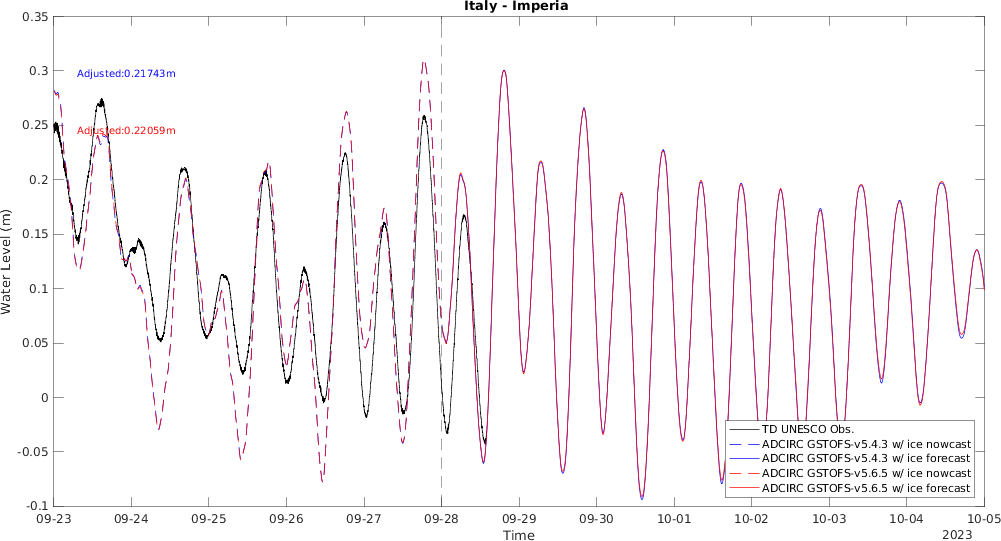 Italy - Imperia
0.35
0.3
0.25
0.2
0.15
0.1
0.05
0
-0.05
-0.1
Water Level (m)
Adjusted:0.21743m
Adjusted:0.22059m
TD UNESCO Obs.
ADCIRC GSTOFS-v5.4.3 w/ ice nowcast
ADCIRC GSTOFS-v5.4.3 w/ ice forecast
ADCIRC GSTOFS-v5.6.5 w/ ice nowcast
ADCIRC GSTOFS-v5.6.5 w/ ice forecast
09-23 09-24 09-25 09-26 09-27 09-28 09-29 09-30 10-01 10-02 10-03 10-04 10-05
Time
2023